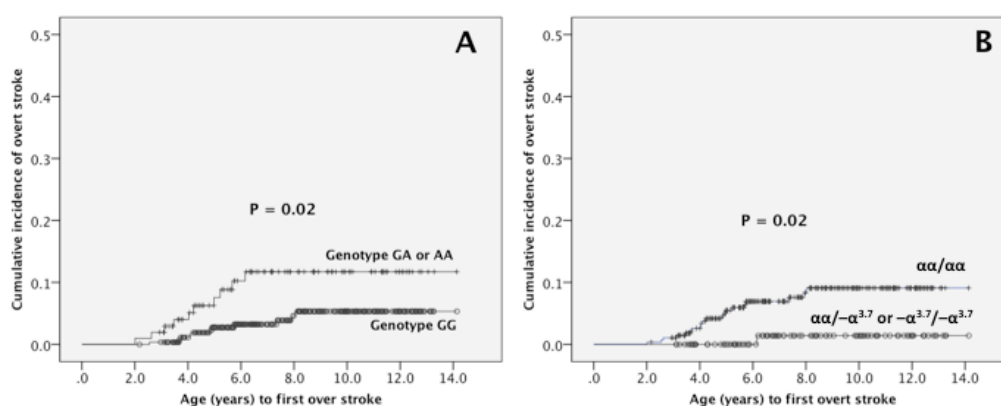 A
Cumulative incidence of overt stroke
0.5
0.4
0.3
0.2
0.1
0.0
P = 0.02
Genotype GA or AA
Genotype GG
.0 2.0 4.0 6.0 8.0 10.0 12.0 14.0
Age (years) to first over stroke
B
Cumulative incidence of overt stroke
0.5
0.4
0.3
0.2
0.1
0.0
P = 0.02
αα/αα
αα/−α³·⁷ or −α³·⁷/−α³·⁷
.0 2.0 4.0 6.0 8.0 10.0 12.0 14.0
Age (years) to first overt stroke